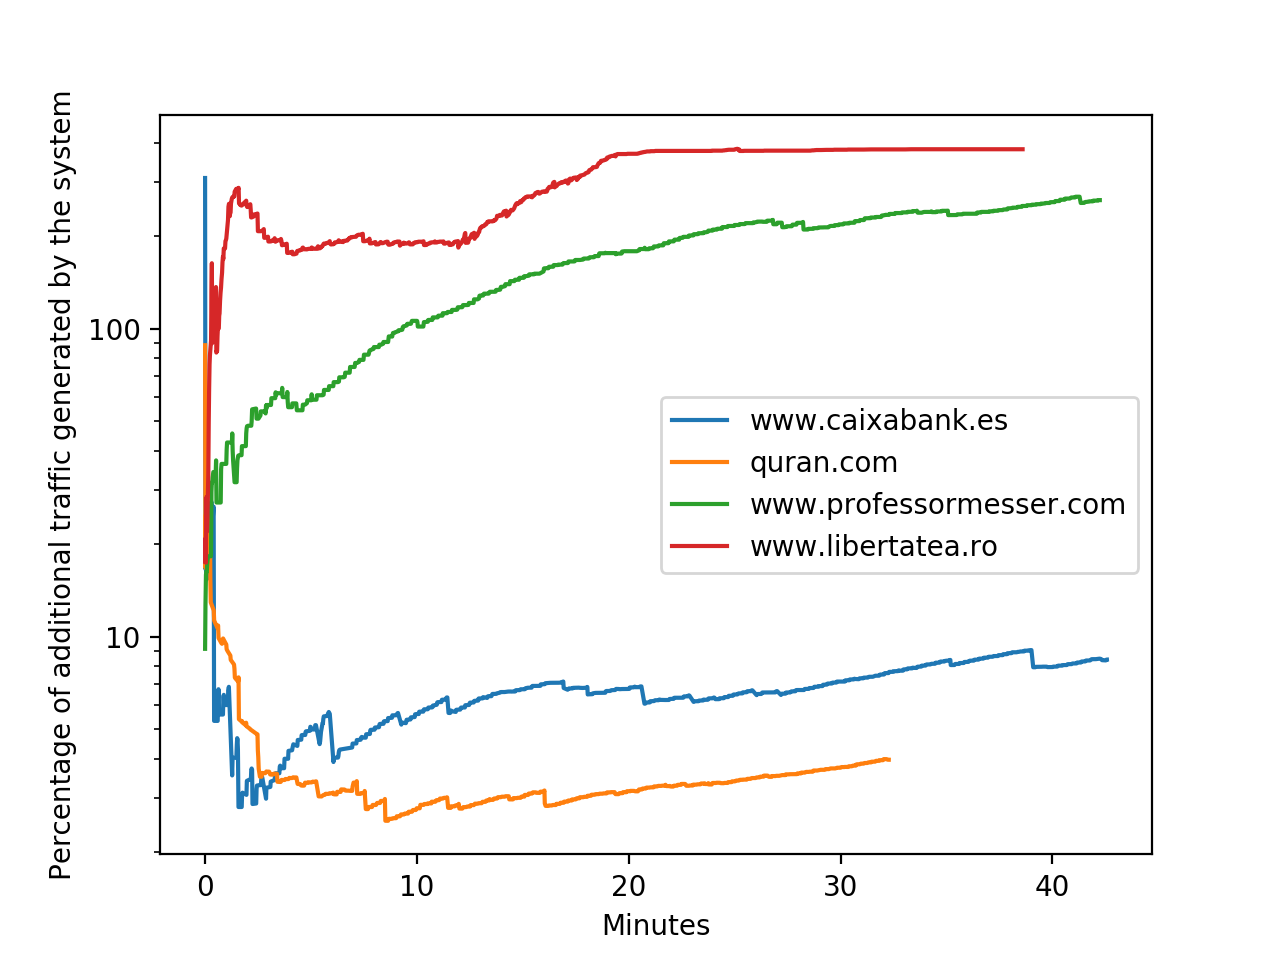 Percentage of additional traffic generated by the system
100
10
www.caixabank.es
quran.com
www.professormesser.com
www.libertatea.ro
0 10 20 30 40
Minutes